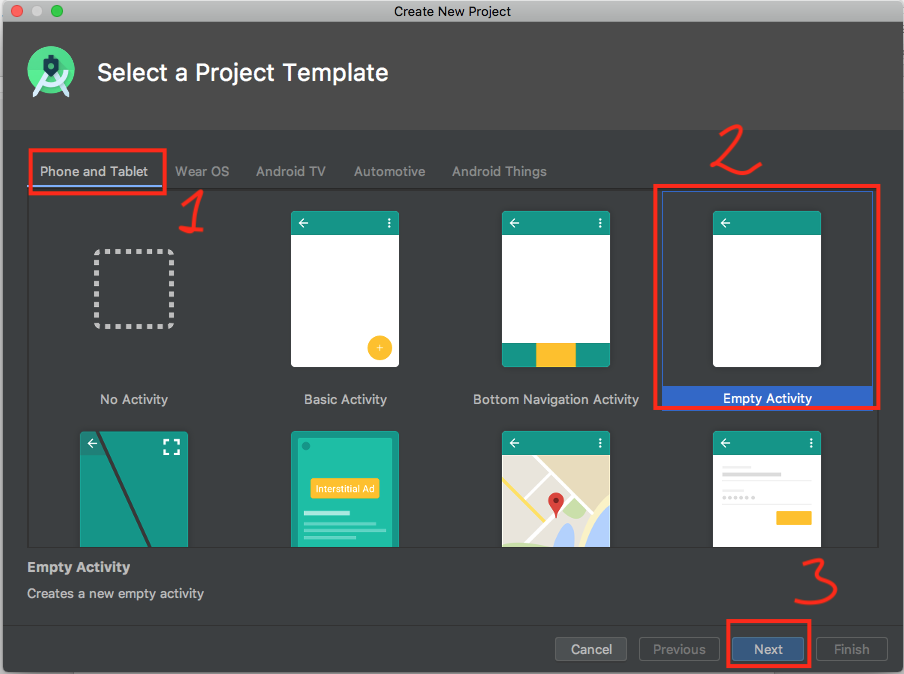 Create New Project
Select a Project Template
Phone and Tablet
Wear OS
Android TV
Automotive
Android Things
1
2
No Activity
Basic Activity
Bottom Navigation Activity
Empty Activity
Interstitial Ad
Empty Activity
Creates a new empty activity
3
Cancel
Previous
Next
Finish